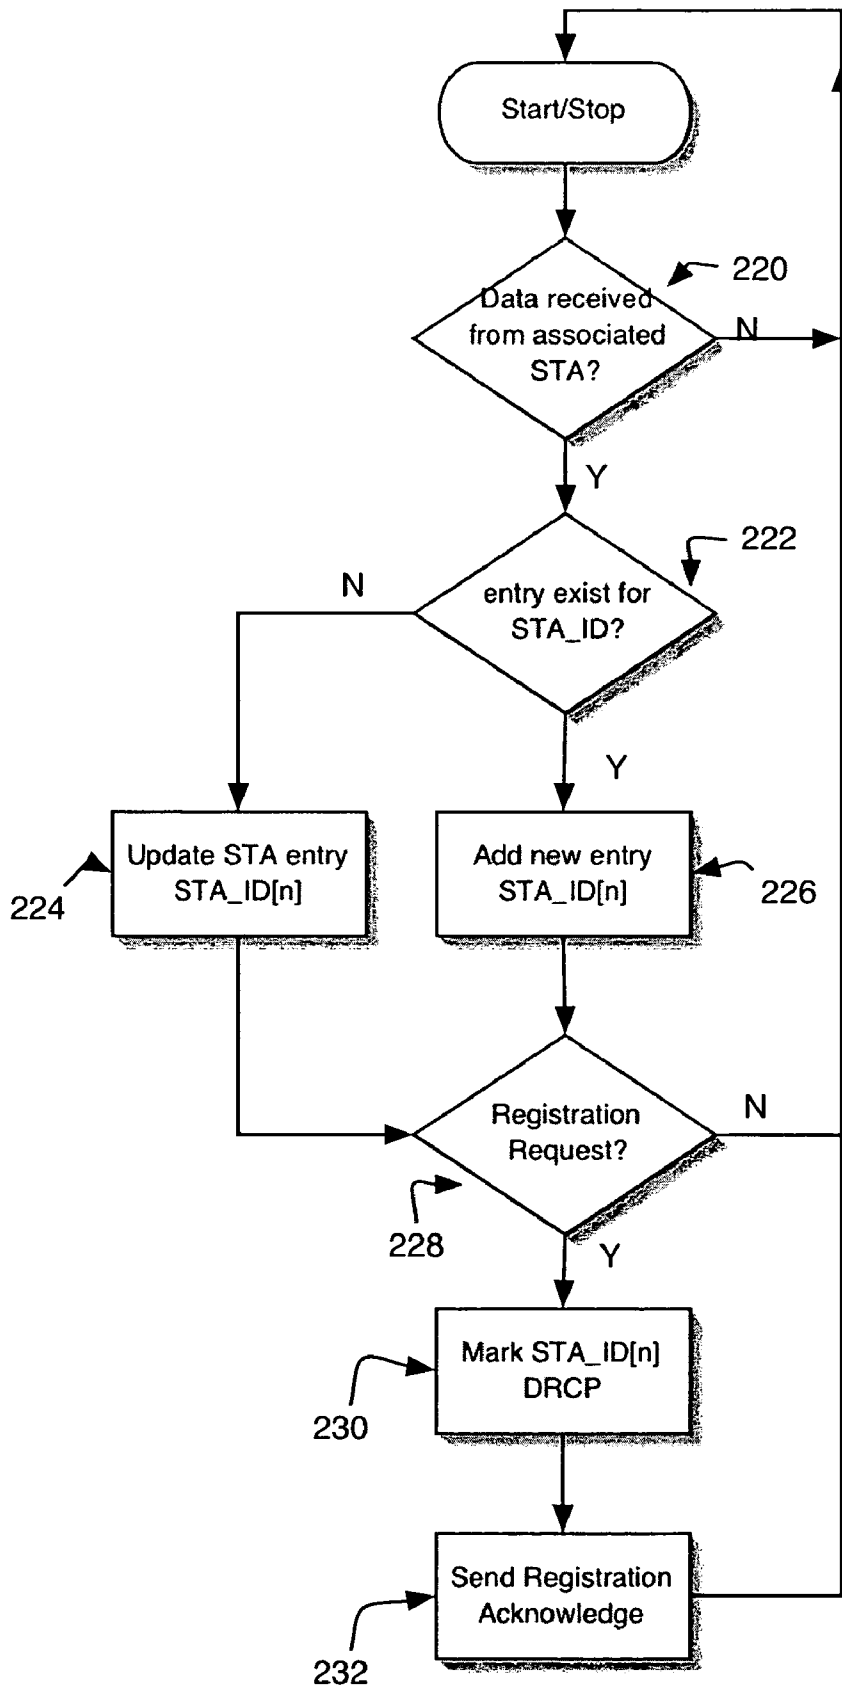 Start/Stop
220
Data received
from associated
STA?
N
Y
222
entry exist for
STA_ID?
N
Y
Update STA entry
STA_ID[n]
224
Add new entry
STA_ID[n]
226
Registration
Request?
N
228
Y
Mark STA_ID[n]
DRCP
230
Send Registration
Acknowledge
232